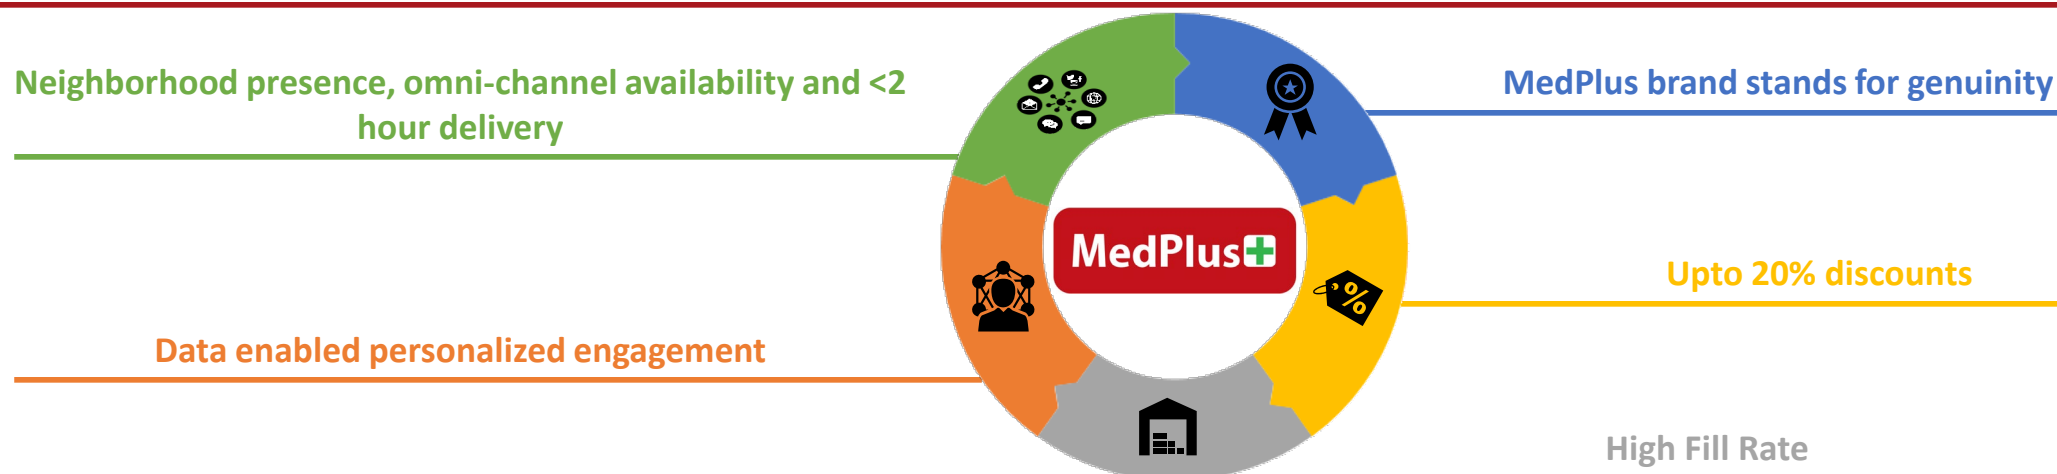 Neighborhood presence, omni-channel availability and <2
hour delivery
MedPlus brand stands for genuinity
MedPlus
Upto 20% discounts
%
Data enabled personalized engagement
High Fill Rate